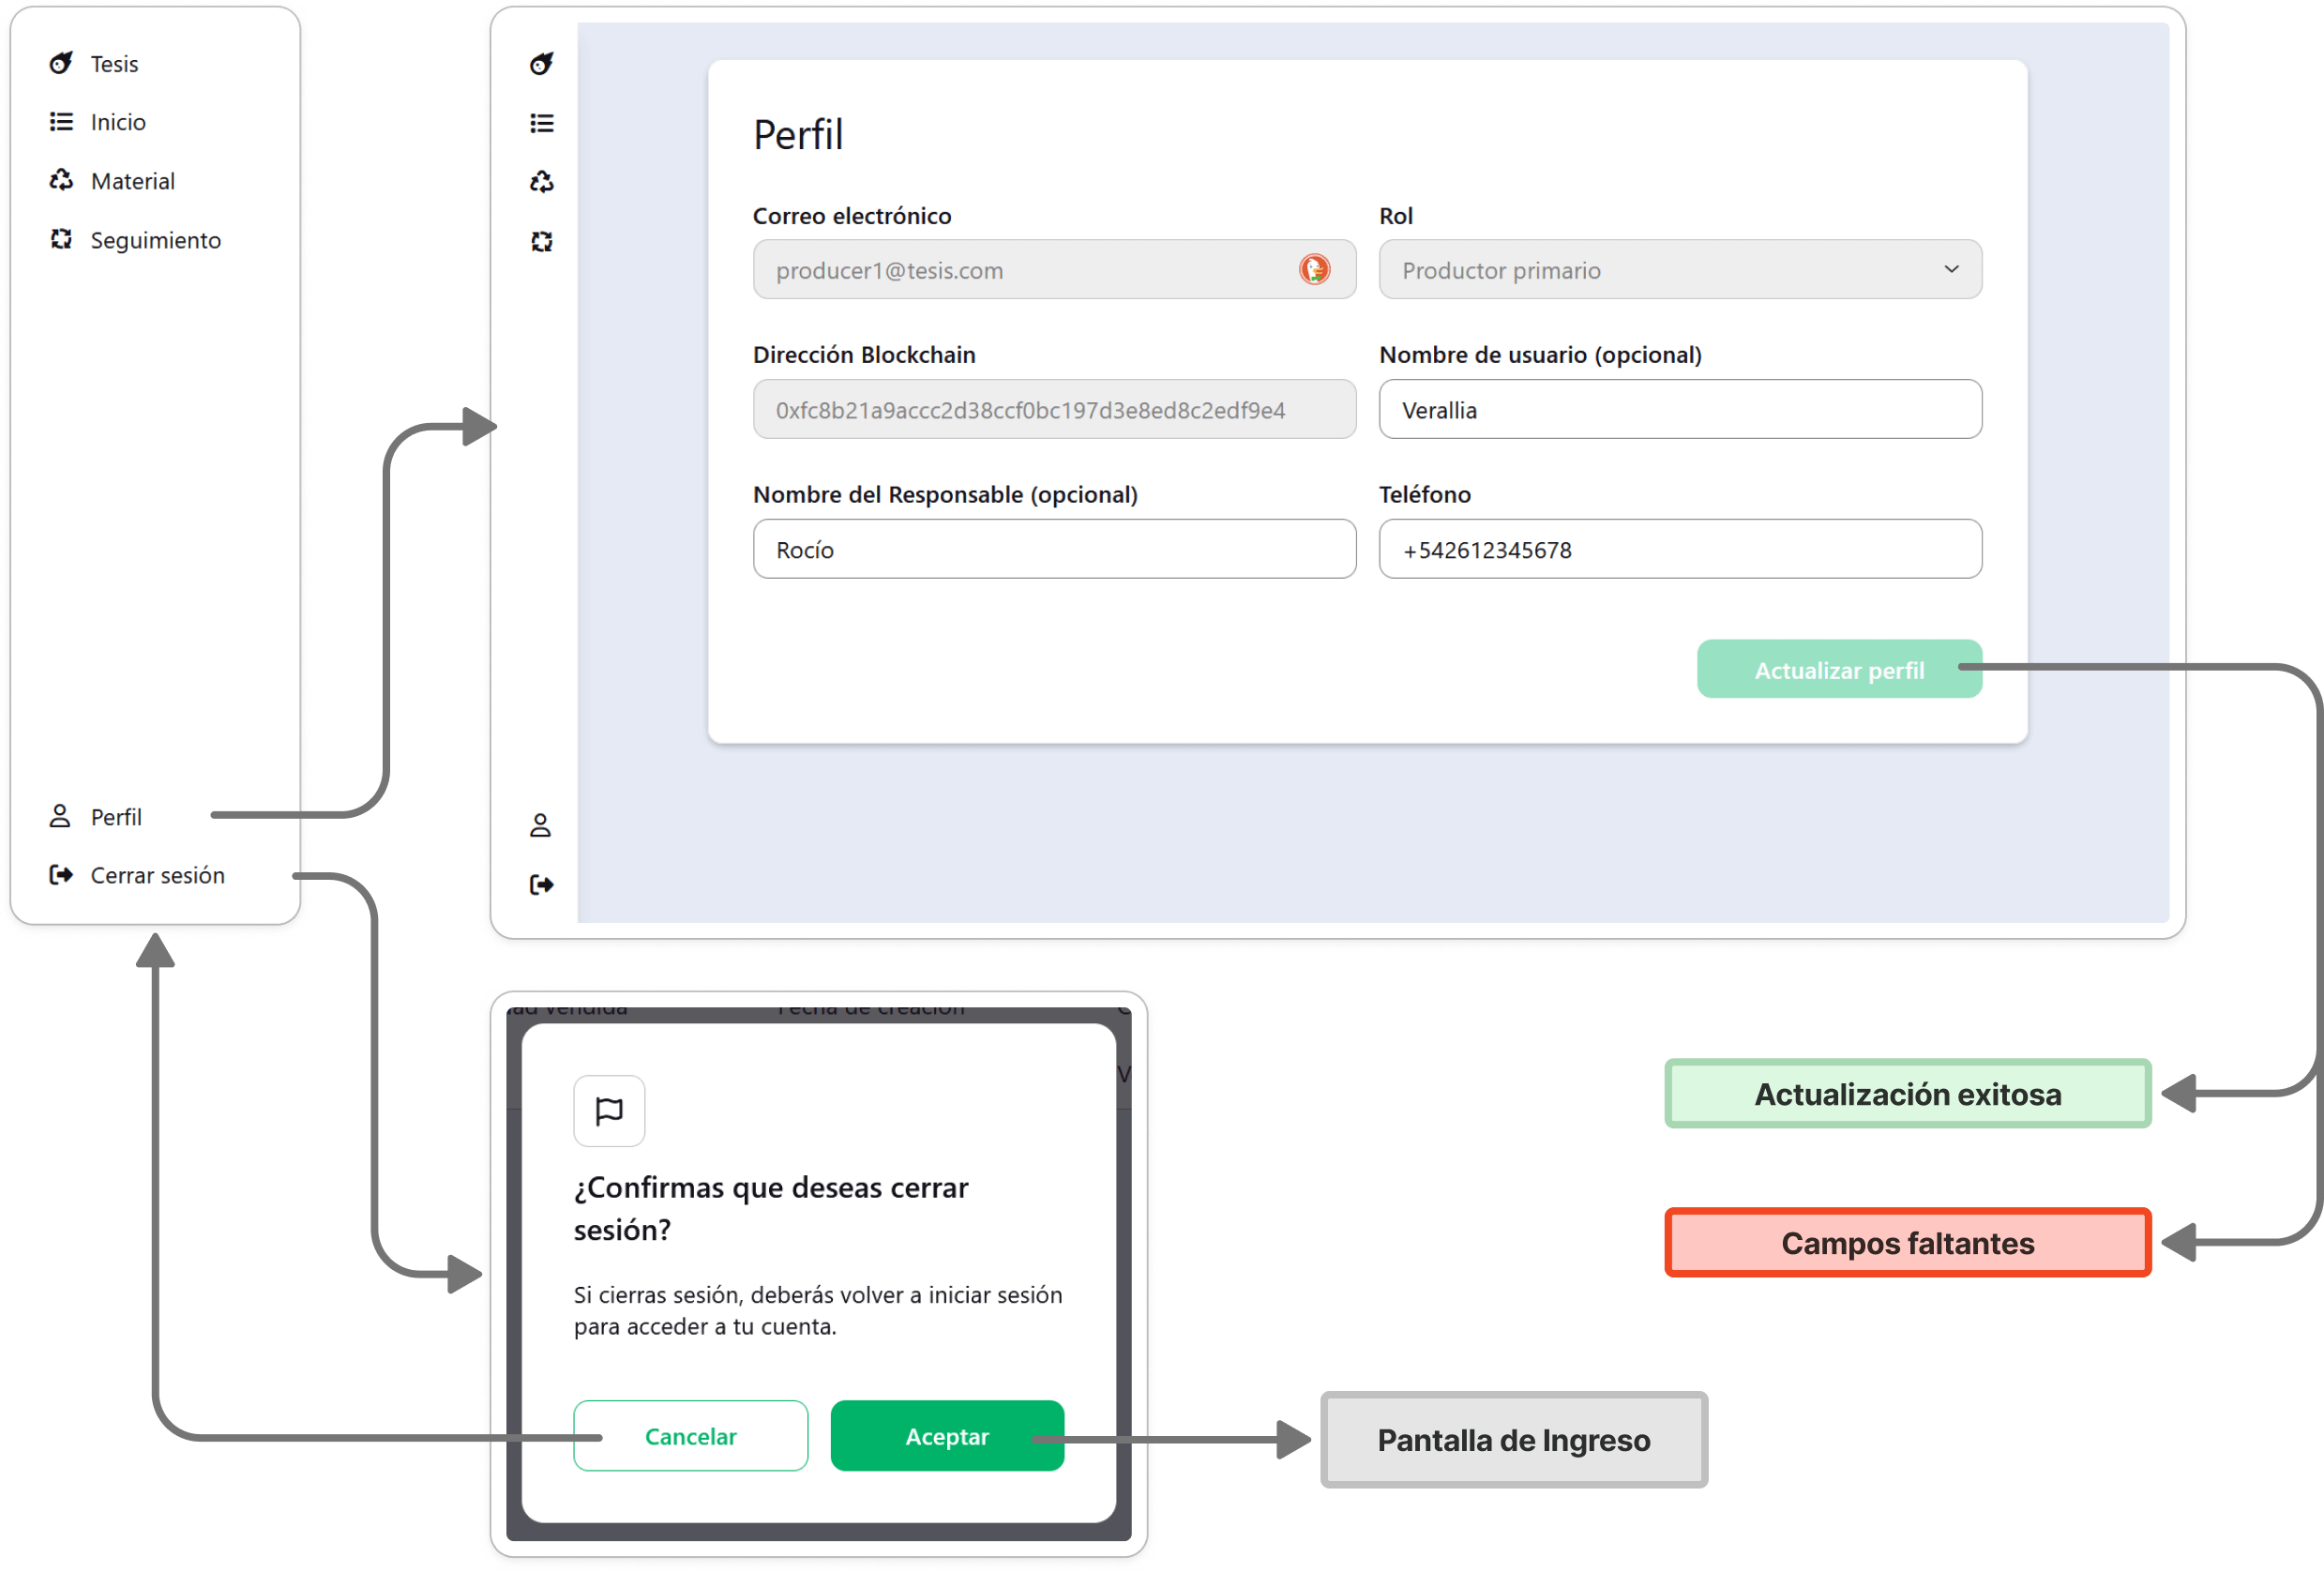 Tesis
Inicio
Material
Seguimiento
Perfil
Cerrar sesión
Perfil
Correo electrónico
producer1@tesis.com
Rol
Productor primario
Dirección Blockchain
0xfc8b21a9accc2d38ccf0bc197d3e8ed8c2edf9e4
Nombre de usuario (opcional)
Verallia
Nombre del Responsable (opcional)
Rocío
Teléfono
+542612345678
Actualizar perfil
vendida
Fecha de creación
¿Confirmas que deseas cerrar
sesión?
Si cierras sesión, deberás volver a iniciar sesión
para acceder a tu cuenta.
Cancelar
Aceptar
Actualización exitosa
Campos faltantes
Pantalla de Ingreso